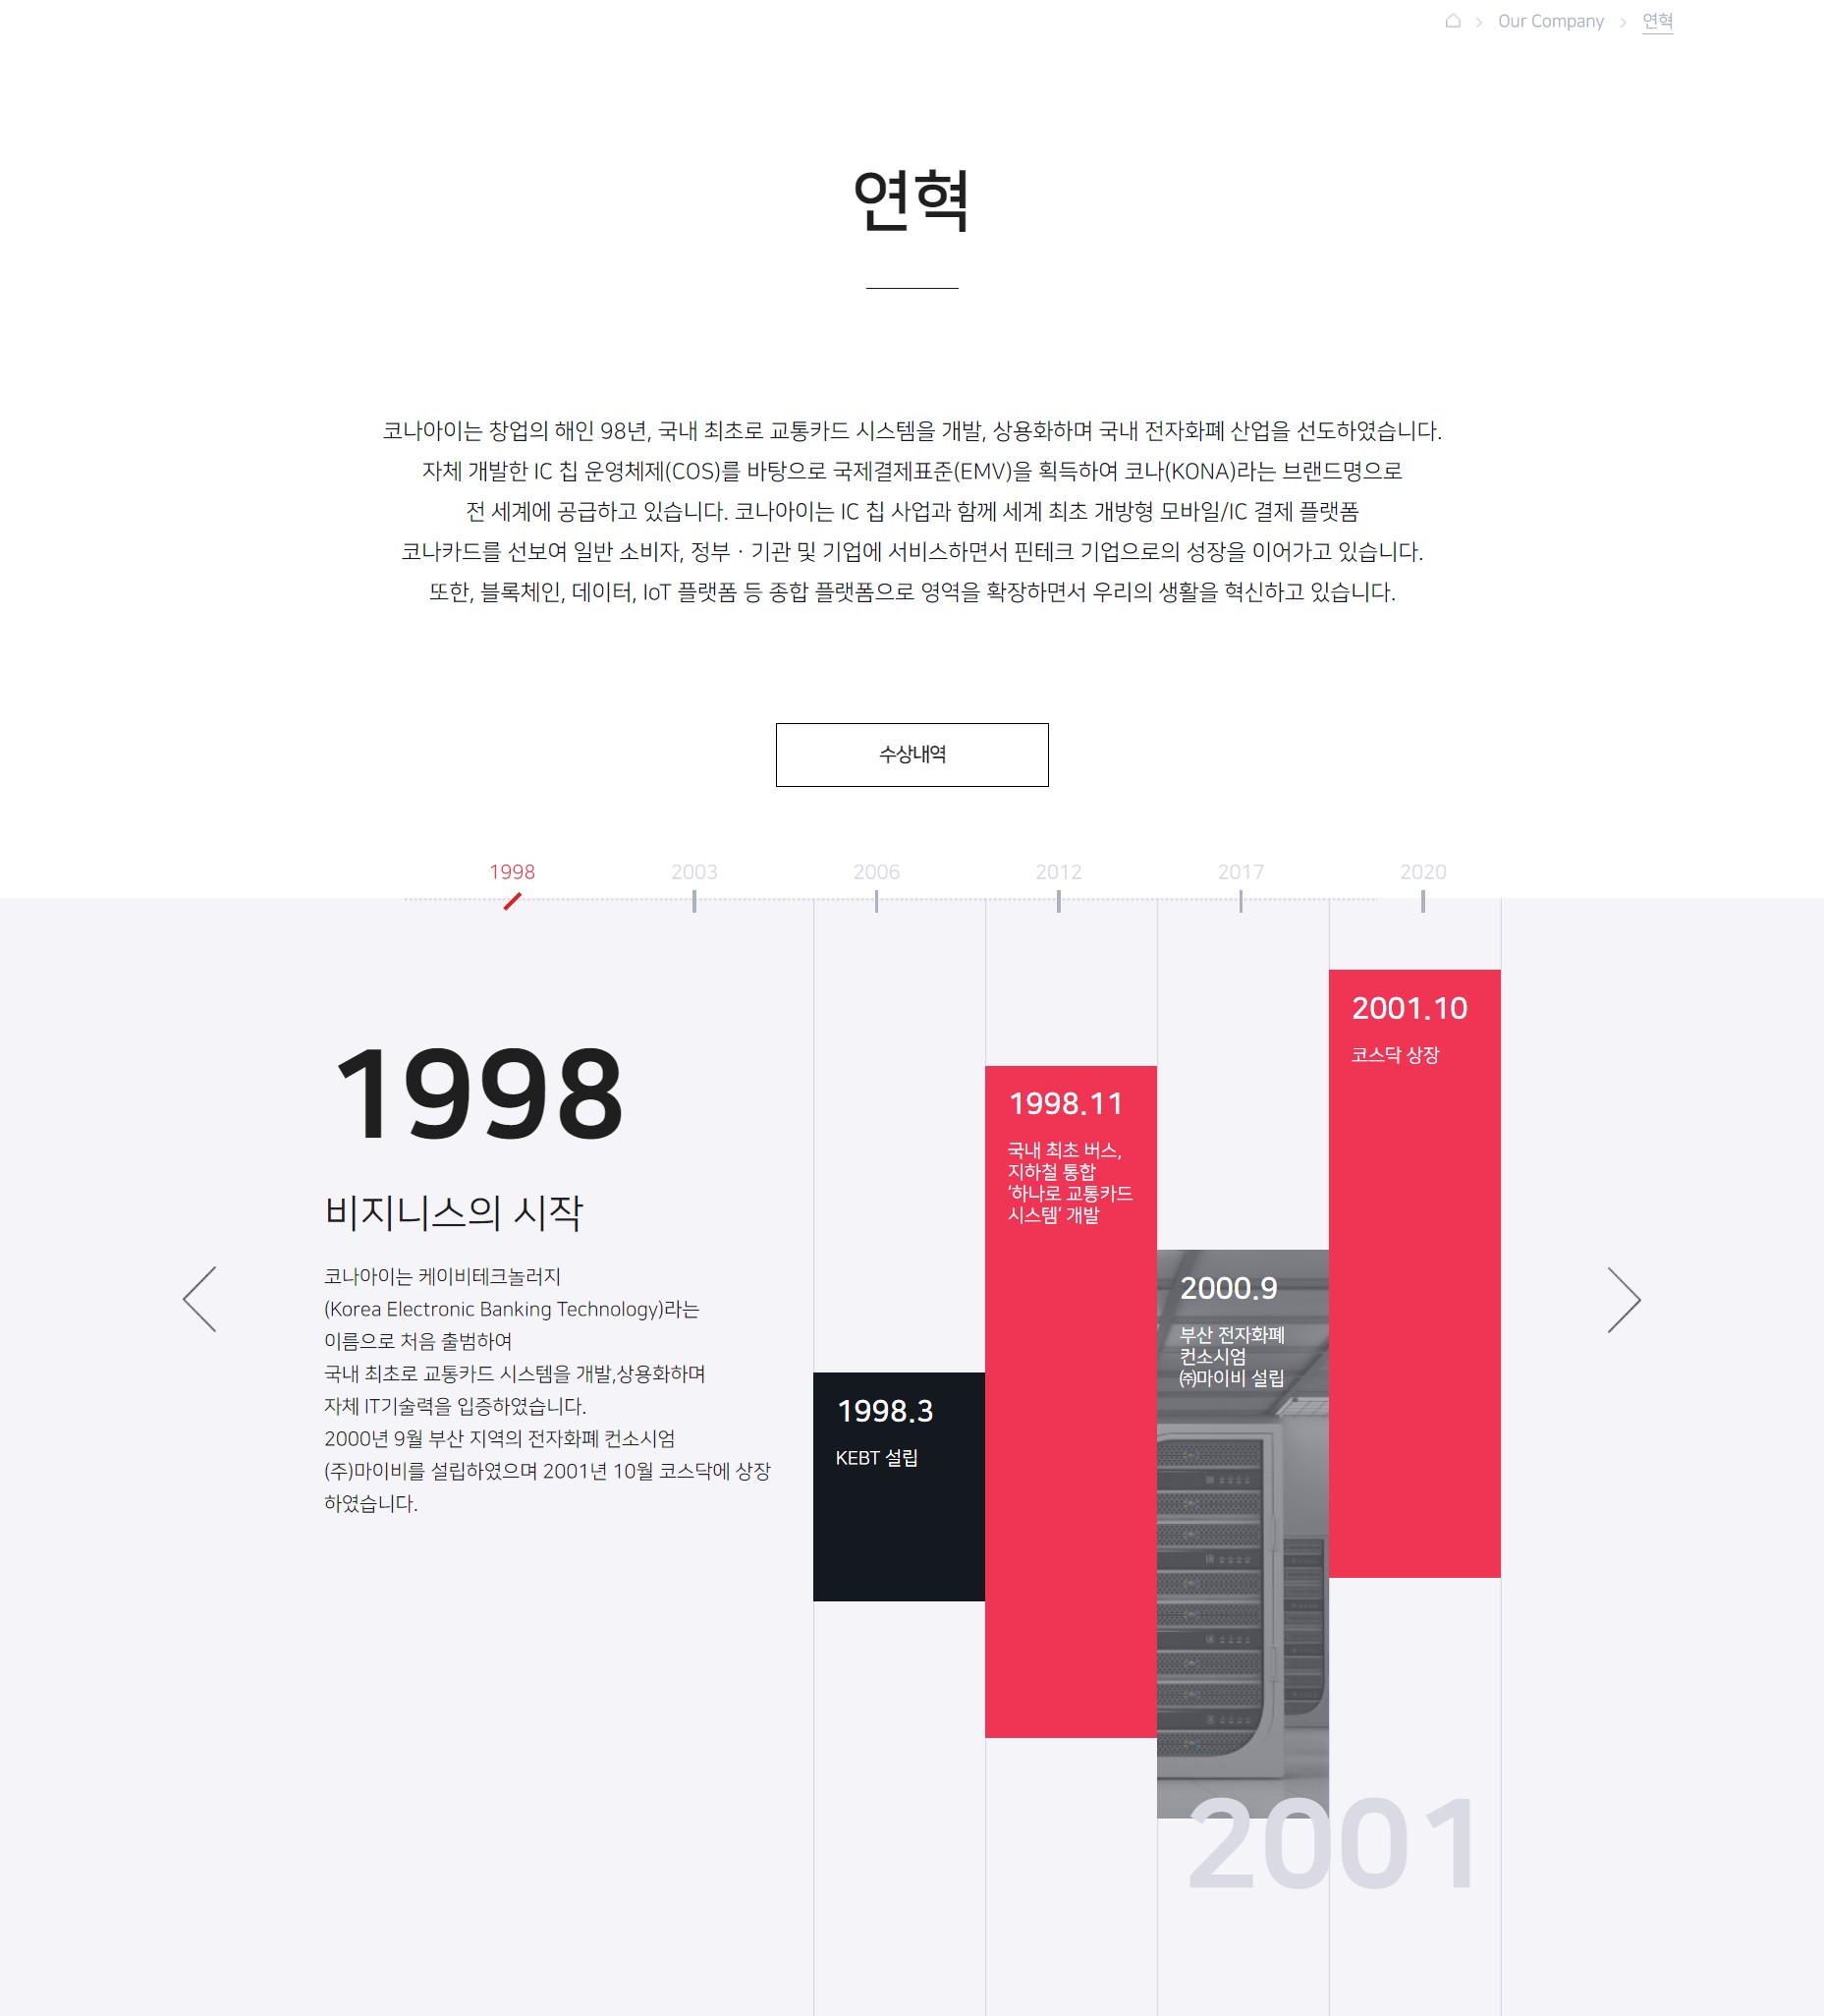 Our Company
연혁
연혁
코나아이는 창업의 해인 98년, 국내 최초로 교통카드 시스템을 개발, 상용화하며 국내 전자화폐 산업을 선도하였습니다.
자체 개발한 IC 칩 운영체제(COS)를 바탕으로 국제결제표준(EMV)을 획득하여 코나(KONA)라는 브랜드명으로
전 세계에 공급하고 있습니다. 코나아이는 IC 칩 사업과 함께 세계 최초 개방형 모바일/IC 결제 플랫폼
코나카드를 선보여 일반 소비자, 정부 · 기관 및 기업에 서비스하면서 핀테크 기업으로의 성장을 이어가고 있습니다.
또한, 블록체인, 데이터, IoT 플랫폼 등 종합 플랫폼으로 영역을 확장하면서 우리의 생활을 혁신하고 있습니다.
수상내역
1998 2003 2006 2012 2017 2020
1998
비지니스의 시작
코나아이는 케이비테크놀러지
(Korea Electronic Banking Technology)라는
이름으로 처음 출범하여
국내 최초로 교통카드 시스템을 개발,상용화하며
자체 IT기술력을 입증하였습니다.
2000년 9월 부산 지역의 전자화폐 컨소시엄
(주)마이비를 설립하였으며 2001년 10월 코스닥에 상장
하였습니다.
1998.3
KEBT 설립
1998.11
국내 최초 버스,
지하철 통합
‘하나로 교통카드
시스템‘ 개발
2000.9
부산 전자화폐
컨소시엄
㈜마이비 설립
2001.10
코스닥 상장
2001